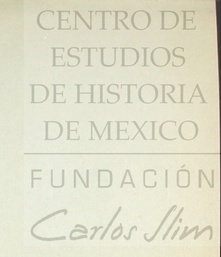 CENTRO DE
ESTUDIOS
DE HISTORIA
DE MEXICO
FUNDACIÓN
Carlos Slim